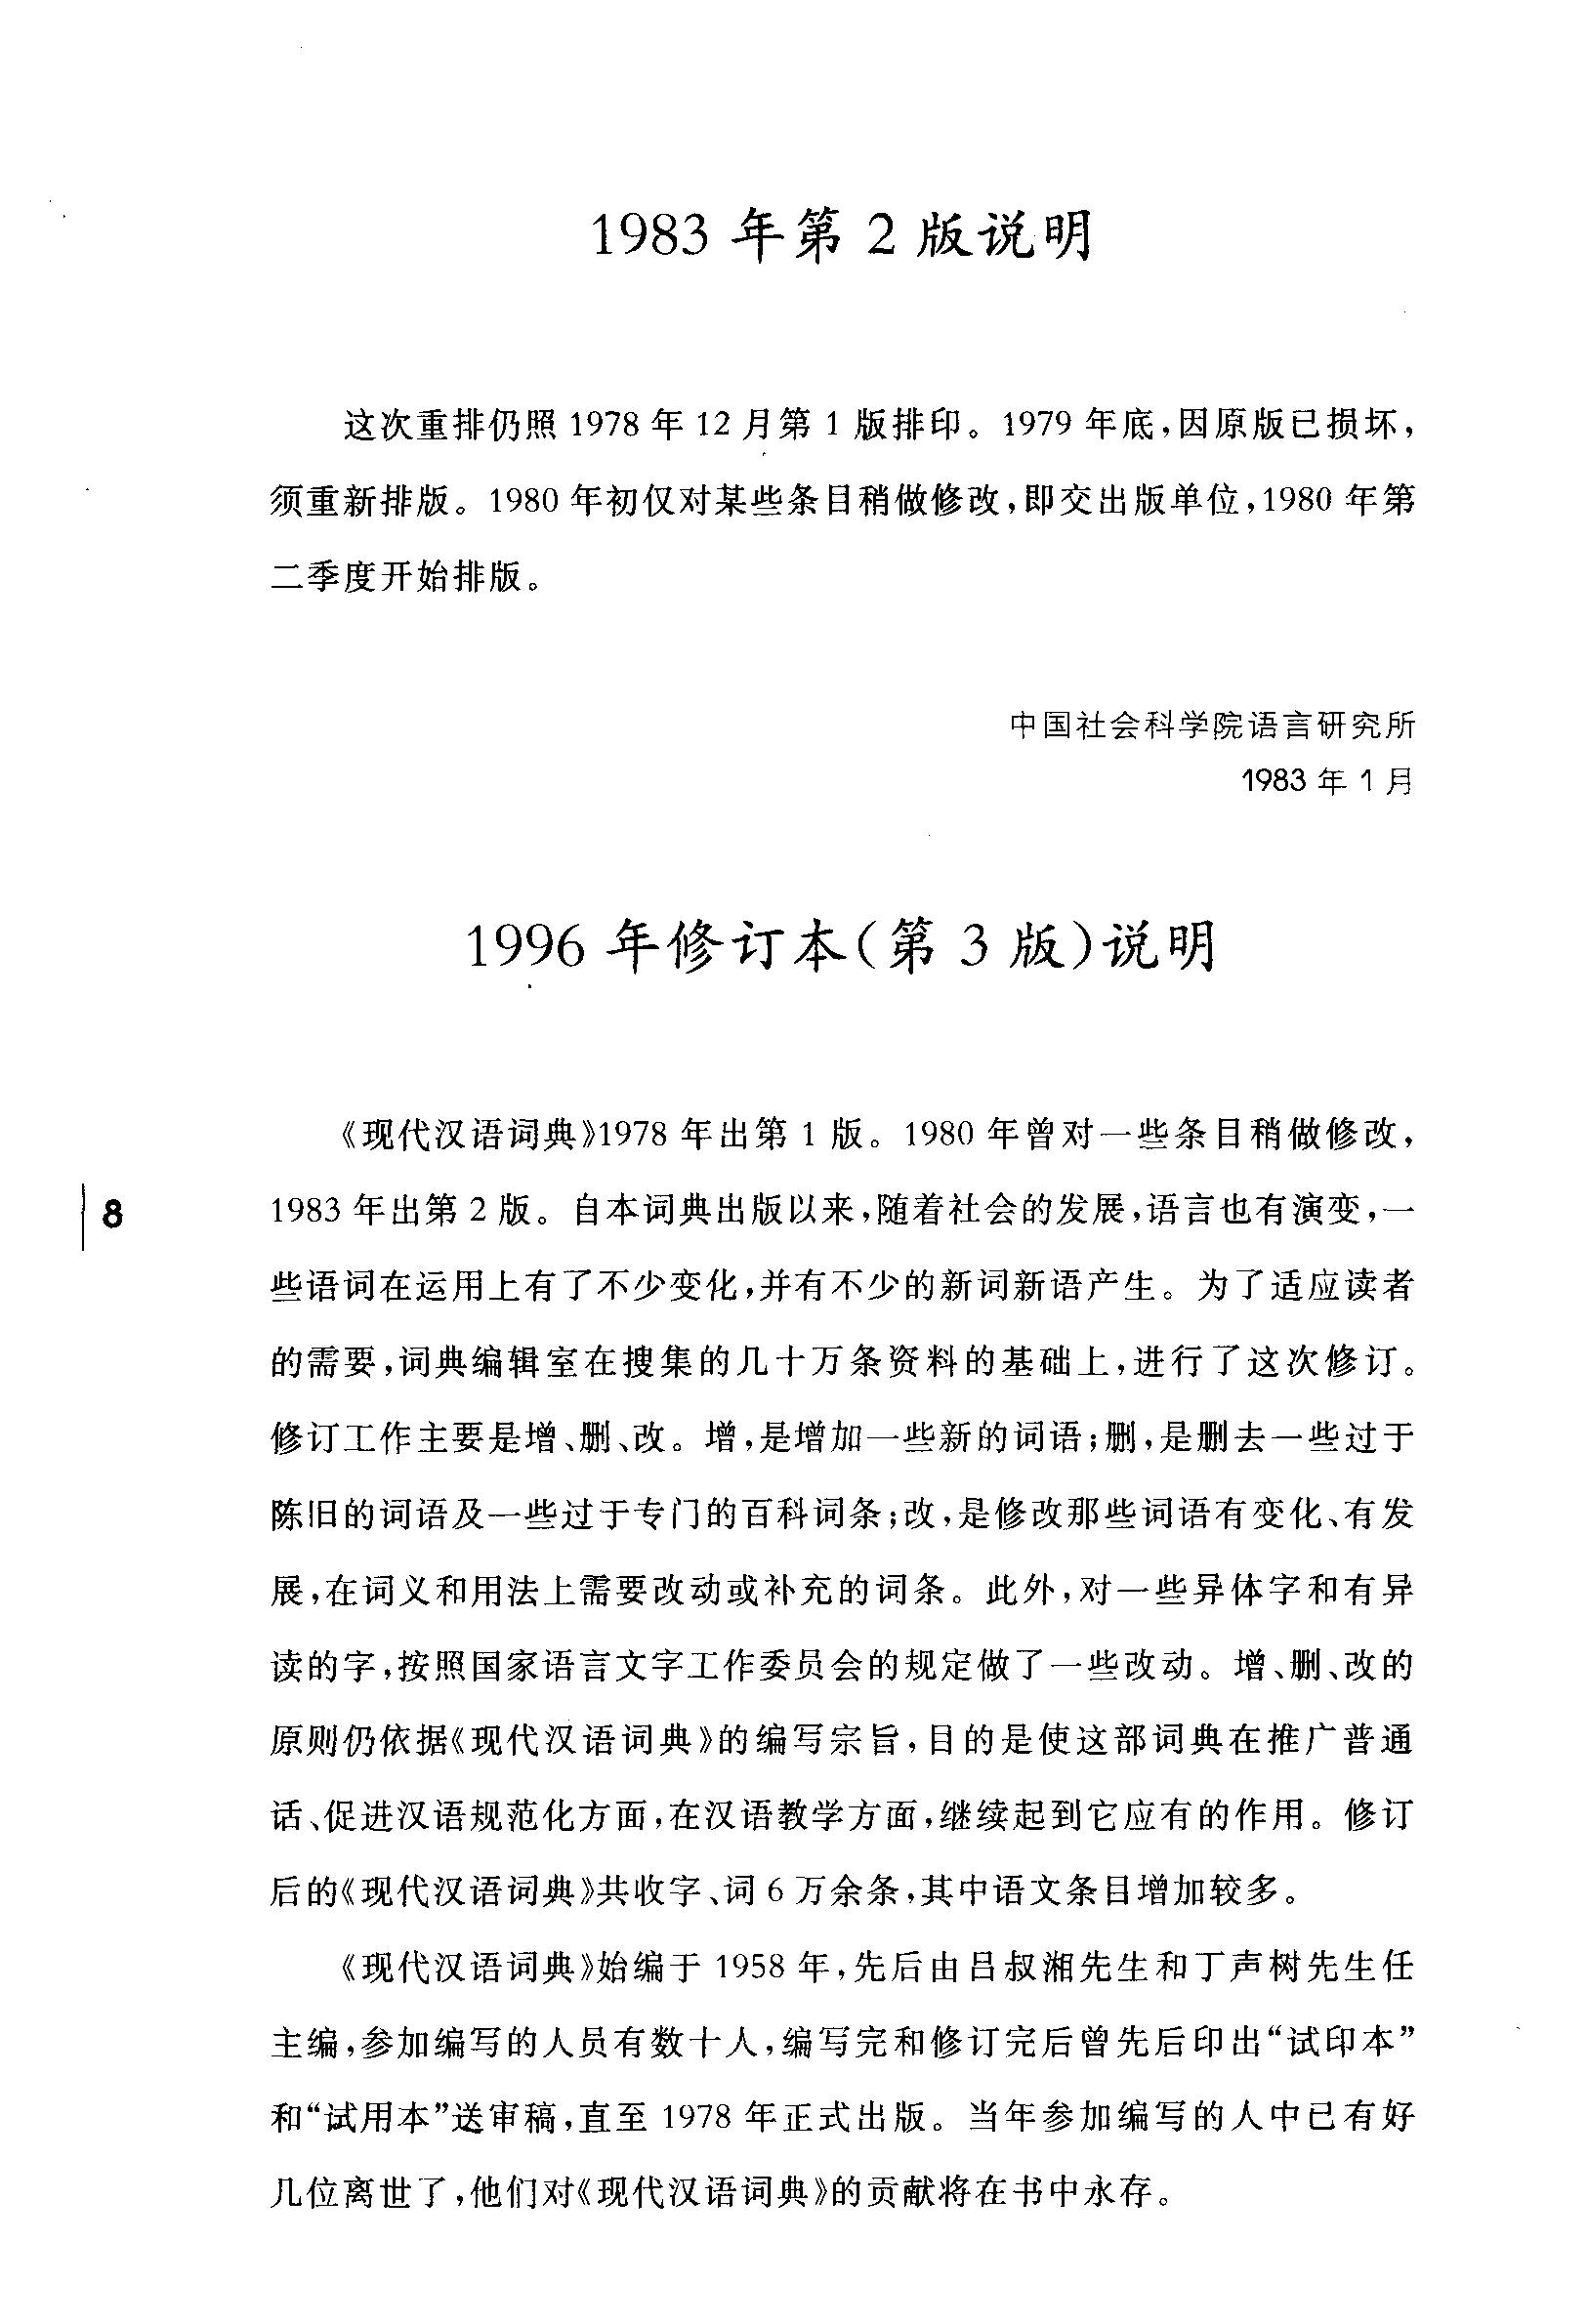 1983 年第 2 版说明
这次重排仍照 1978 年 12 月第 1 版排印。1979 年底,因原版已损坏,
须重新排版。1980 年初仅对某些条目稍做修改,即交出版单位,1980 年第
二季度开始排版。
中国社会科学院语言研究所
1983 年 1 月
1996 年修订本(第 3 版)说明
《现代汉语词典》1978 年出第 1 版。1980 年曾对一些条目稍做修改,
1983 年出第 2 版。自本词典出版以来,随着社会的发展,语言也有演变,一
些语词在运用上有了不少变化,并有不少的新词新语产生。为了适应读者
的需要,词典编辑室在搜集的几十万条资料的基础上,进行了这次修订。
修订工作主要是增、删、改。增,是增加一些新的词语;删,是删去一些过于
陈旧的词语及一些过于专门的百科词条;改,是修改那些词语有变化、有发
展,在词义和用法上需要改动或补充的词条。此外,对一些异体字和有异
读的字,按照国家语言文字工作委员会的规定做了一些改动。增、删、改的
原则仍依据《现代汉语词典》的编写宗旨,目的是使这部词典在推广普通
话、促进汉语规范化方面,在汉语教学方面,继续起到它应有的作用。修订
后的《现代汉语词典》共收字、词 6 万余条,其中语文条目增加较多。
《现代汉语词典》始编于 1958 年,先后由吕叔湘先生和丁声树先生任
主编,参加编写的人员有数十人,编写完和修订完后曾先后印出“试印本”
和“试用本”送审稿,直至 1978 年正式出版。当年参加编写的人中已有好
几位离世了,他们对《现代汉语词典》的贡献将在书中永存。
8